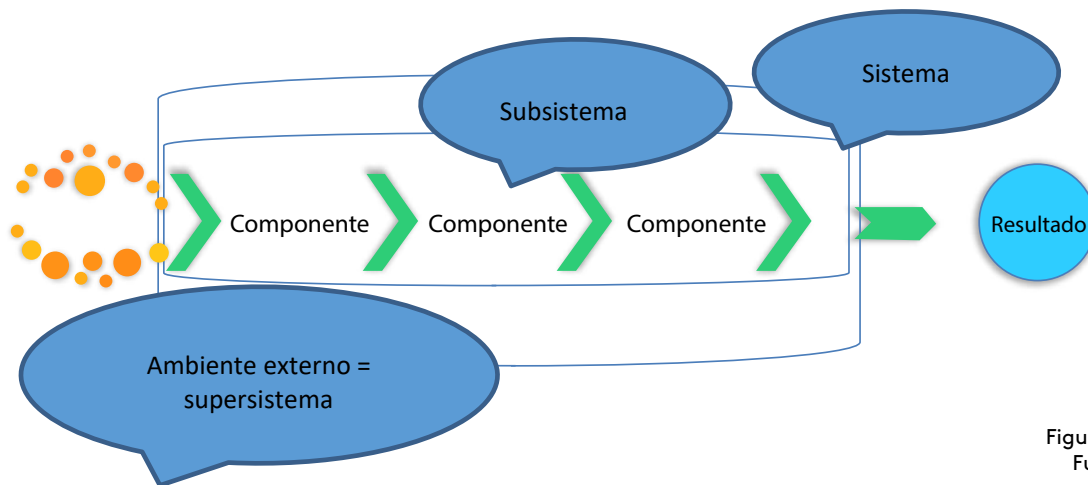 Sistema
Subsistema
Componente
Componente
Componente
Resultado
Ambiente externo =
supersistema